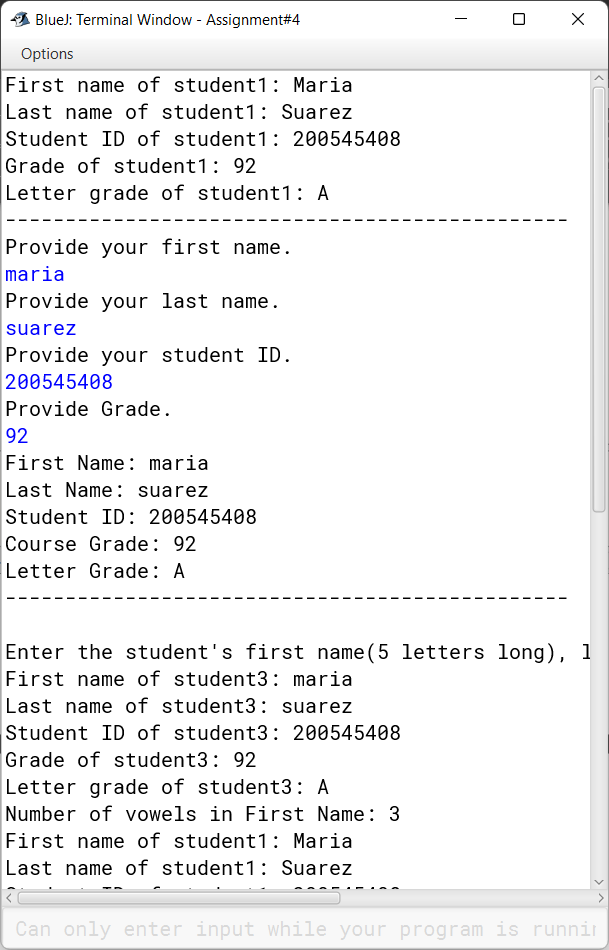 BlueJ: Terminal Window - Assignment#4
Options
First name of student1: Maria
Last name of student1: Suarez
Student ID of student1: 200545408
Grade of student1: 92
Letter grade of student1: A
-----------------------------------------------
Provide your first name.
maria
Provide your last name.
suarez
Provide your student ID.
200545408
Provide Grade.
92
First Name: maria
Last Name: suarez
Student ID: 200545408
Course Grade: 92
Letter Grade: A
-----------------------------------------------
Enter the student's first name(5 letters long), l
First name of student3: maria
Last name of student3: suarez
Student ID of student3: 200545408
Grade of student3: 92
Letter grade of student3: A
Number of vowels in First Name: 3
First name of student1: Maria
Last name of student1: Suarez
Student ID of student1: 200545408
Can only enter input while your program is runnin